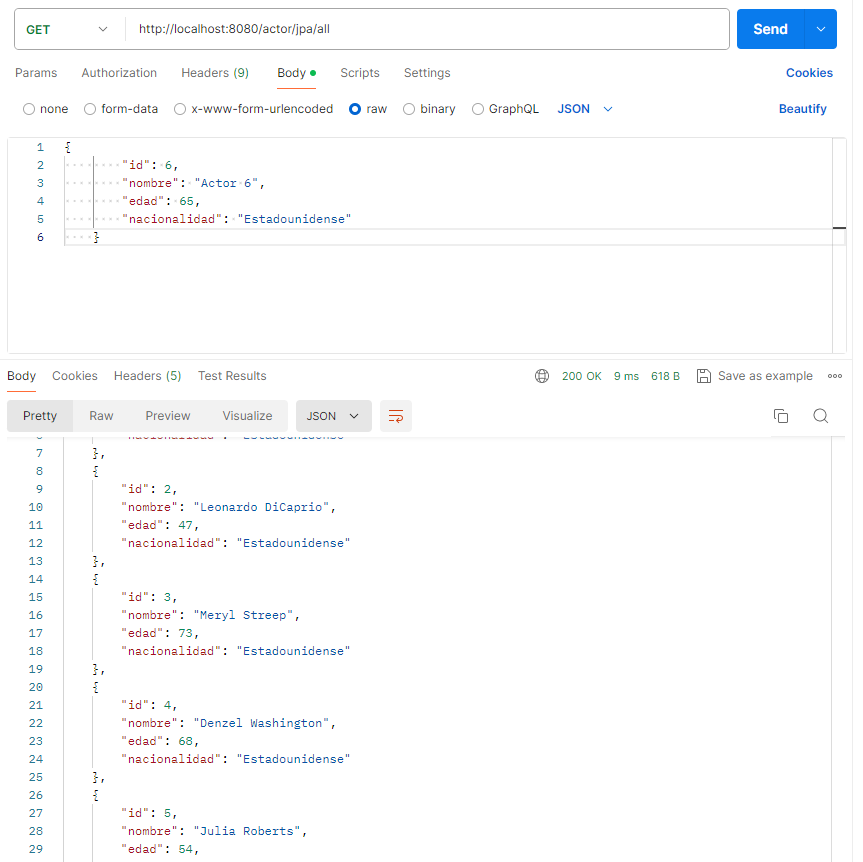 GET http://localhost:8080/actor/jpa/all Send
Params Authorization Headers (9) Body Scripts Settings Cookies
none form-data x-www-form-urlencoded raw binary GraphQL JSON Beautify
1 {
2 "id": 6,
3 "nombre": "Actor 6",
4 "edad": 65,
5 "nacionalidad": "Estadounidense"
6 }
Body Cookies Headers (5) Test Results 200 OK 9 ms 618 B Save as example
Pretty Raw Preview Visualize JSON
6 "nacionalidad": "Estadounidense"
7 },
8 {
9 "id": 2,
10 "nombre": "Leonardo DiCaprio",
11 "edad": 47,
12 "nacionalidad": "Estadounidense"
13 },
14 {
15 "id": 3,
16 "nombre": "Meryl Streep",
17 "edad": 73,
18 "nacionalidad": "Estadounidense"
19 },
20 {
21 "id": 4,
22 "nombre": "Denzel Washington",
23 "edad": 68,
24 "nacionalidad": "Estadounidense"
25 },
26 {
27 "id": 5,
28 "nombre": "Julia Roberts",
29 "edad": 54,